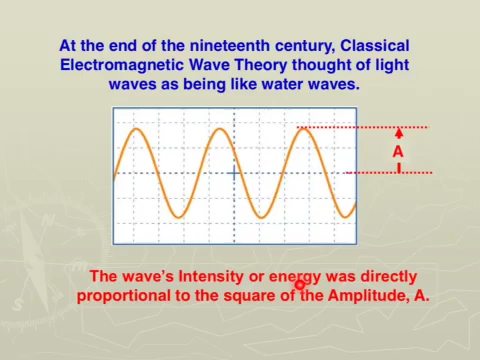 At the end of the nineteenth century, Classical
Electromagnetic Wave Theory thought of light
waves as being like water waves.
A
The wave's Intensity or energy was directly
proportional to the square of the Amplitude, A.